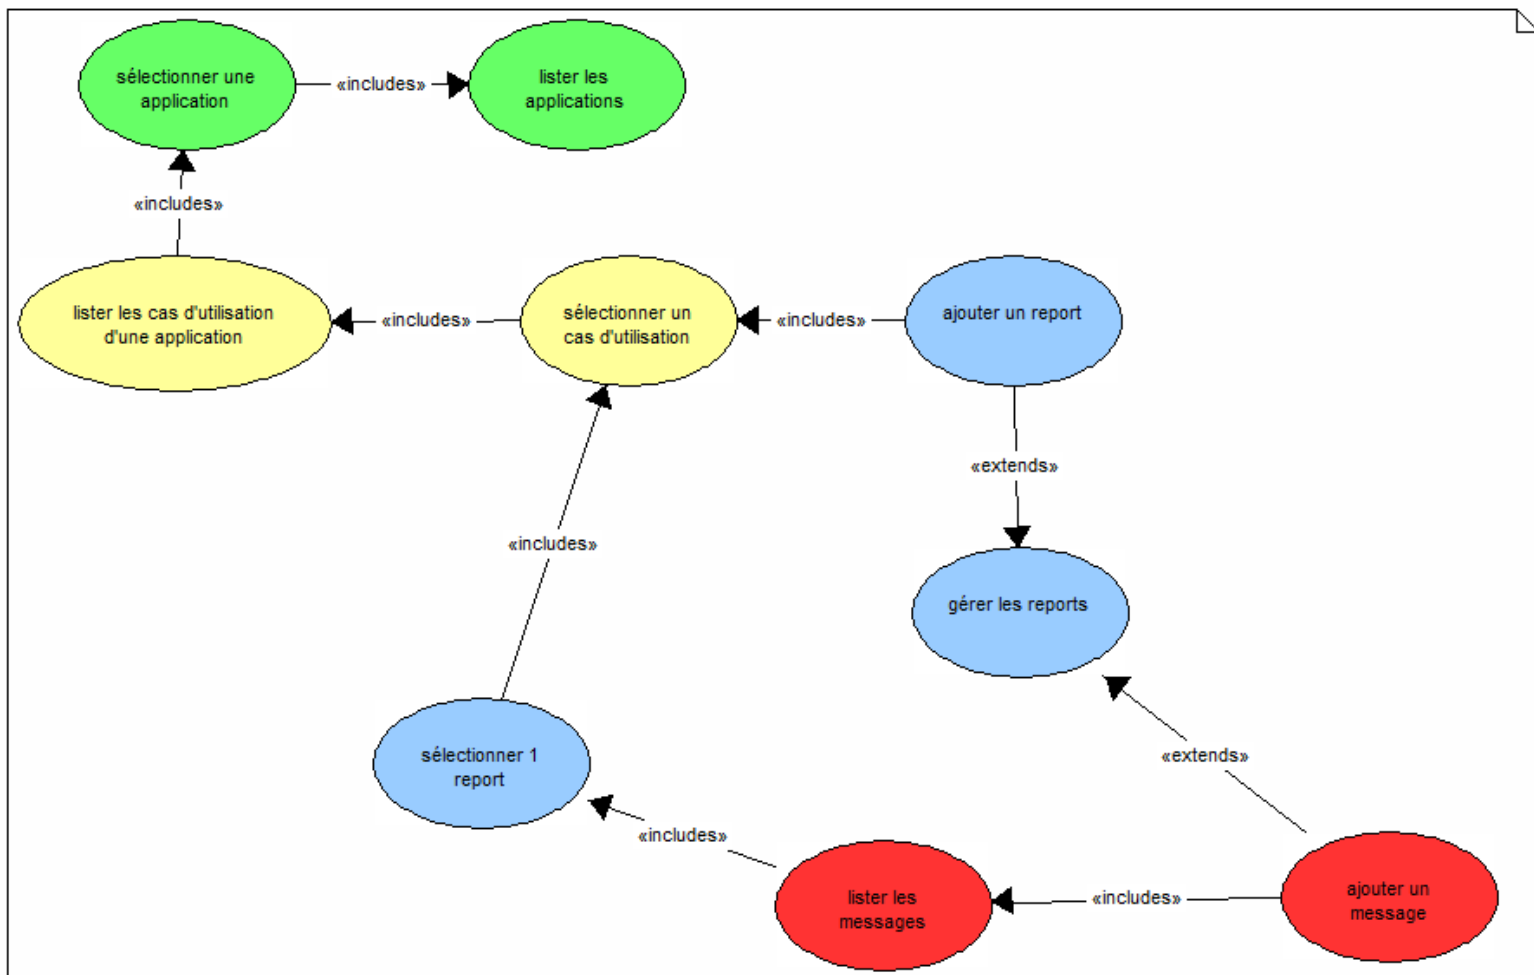 sélectionner une
application
«includes»
lister les
applications
«includes»
lister les cas d'utilisation
d'une application
«includes»
sélectionner un
cas d'utilisation
«includes»
ajouter un report
«extends»
«includes»
gérer les reports
sélectionner 1
report
«extends»
«includes»
lister les
messages
«includes»
ajouter un
message